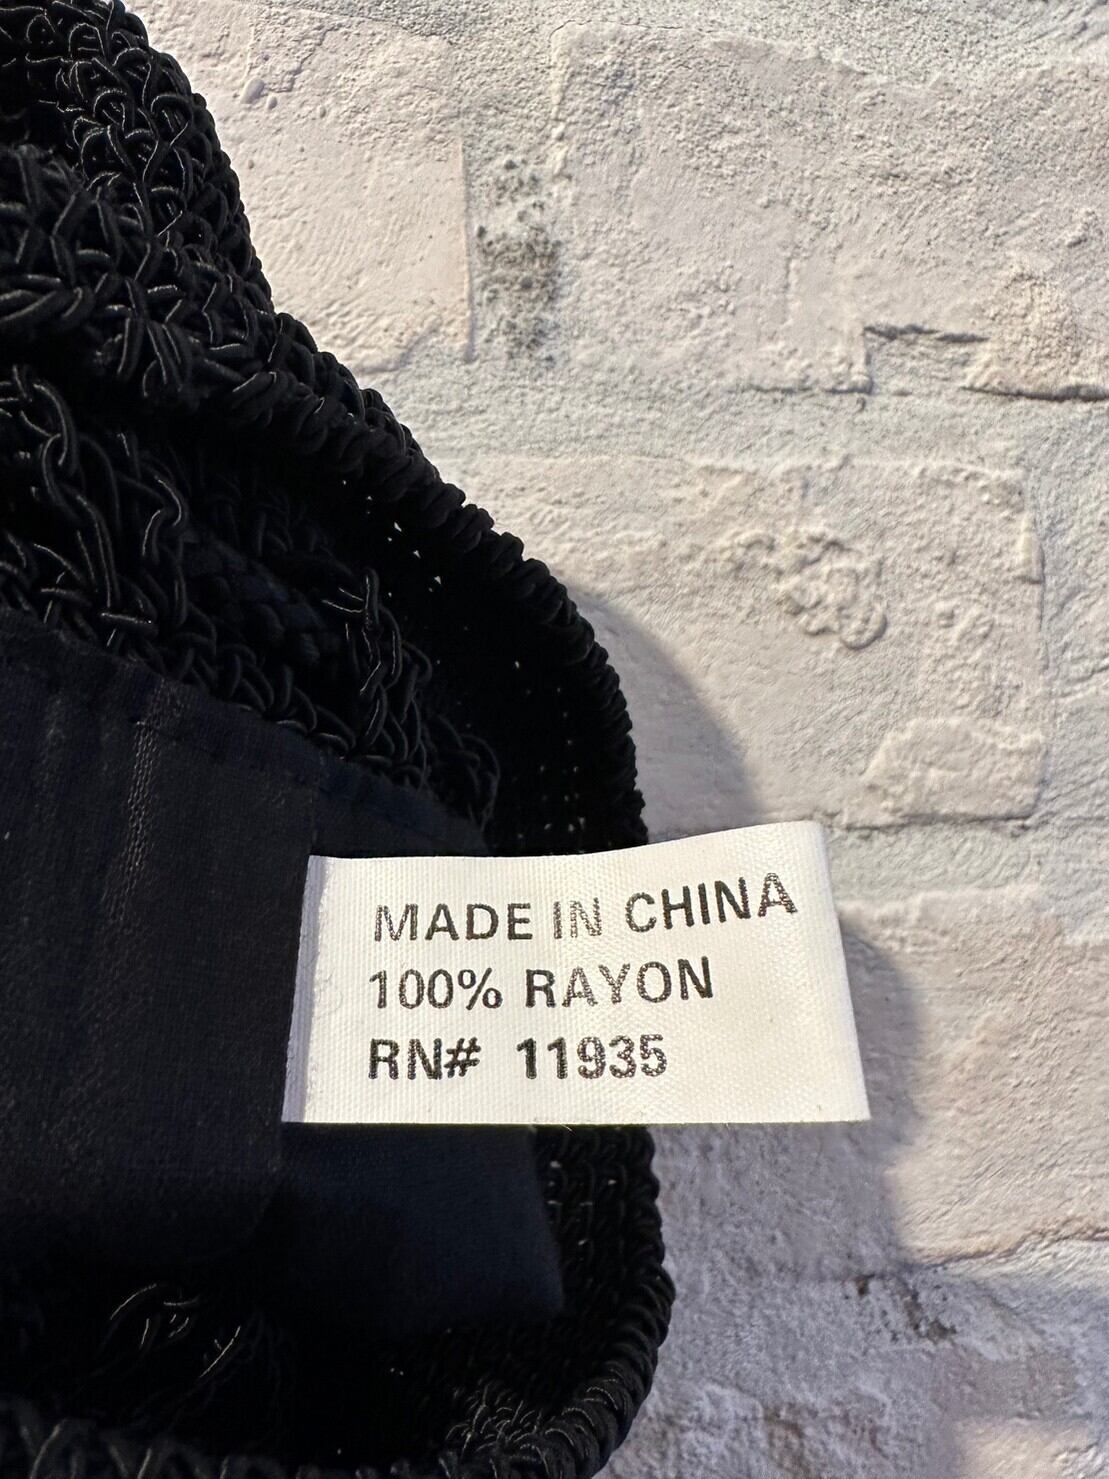 MADE IN CHINA
100% RAYON
RN# 11935